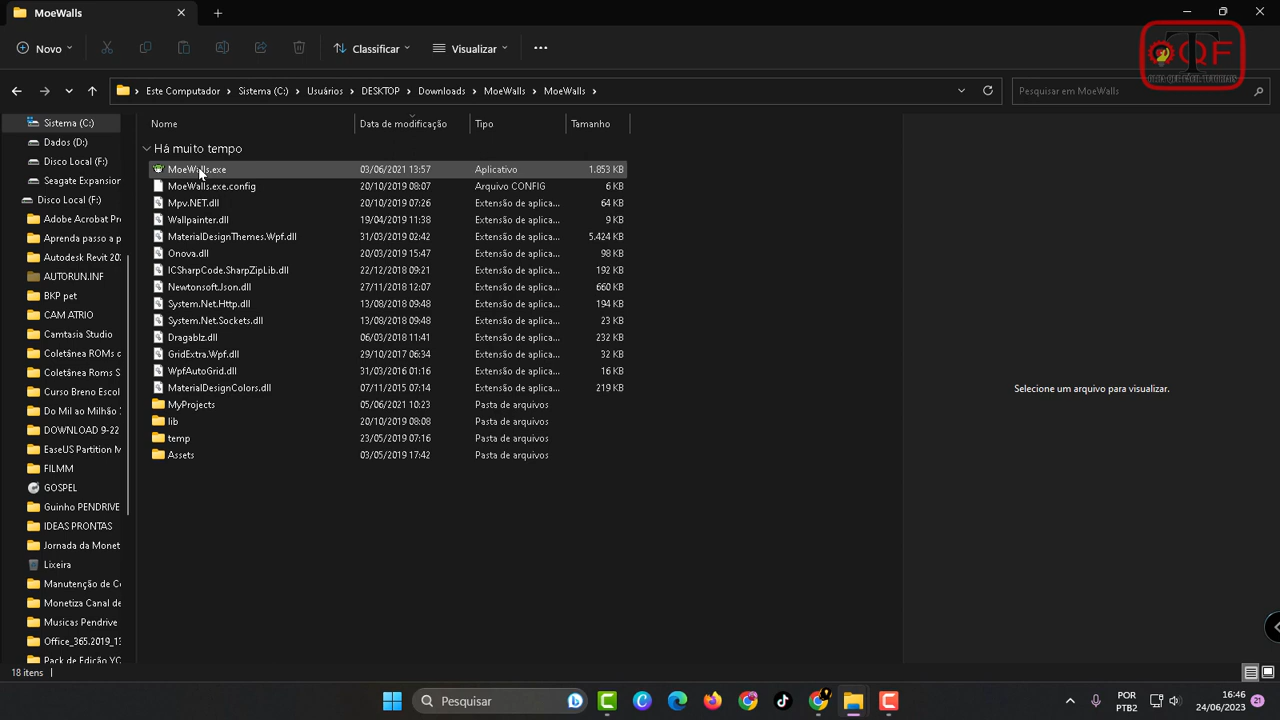 MoeWalls
Novo
Classificar
Visualizar
TQF
Este Computador > Sistema (C:) > Usuários > DESKTOP > Downloads > MoeWalls > MoeWalls >
Pesquisar em MoeWalls
Sistema (C:)
Dados (D:)
Disco Local (F:)
Seagate Expansion
Disco Local (F:)
Adobe Acrobat Pr
Aprenda passo a p
Autodesk Revit 202
AUTORUN.INF
BKP pet
CAM ATRIO
Camtasia Studio
Coletânea ROMs d
Coletânea Roms S
Curso Breno Escol
Do Mil ao Milhão
DOWNLOAD 9-22
EaseUS Partition M
FILMM
GOSPEL
Guinho PENDRIVE
IDEAS PRONTAS
Jornada da Monet
Lixeira
Manutenção de Co
Monetiza Canal de
Musicas Pendrive
Office_365.2019_13
Pack de Edição YO
Nome Data de modificação Tipo Tamanho
Há muito tempo
MoeWalls.exe 03/06/2021 13:57 Aplicativo 1.853 KB
MoeWalls.exe.config 20/10/2019 08:07 Arquivo CONFIG 6 KB
Mpv.NET.dll 20/10/2019 07:26 Extensão de aplica... 64 KB
Wallpainter.dll 19/04/2019 11:38 Extensão de aplica... 9 KB
MaterialDesignThemes.Wpf.dll 31/03/2019 02:42 Extensão de aplica... 5.424 KB
Onova.dll 20/03/2019 15:47 Extensão de aplica... 98 KB
ICSharpCode.SharpZipLib.dll 22/12/2018 09:21 Extensão de aplica... 192 KB
Newtonsoft.Json.dll 27/11/2018 12:07 Extensão de aplica... 660 KB
System.Net.Http.dll 13/08/2018 09:48 Extensão de aplica... 194 KB
System.Net.Sockets.dll 13/08/2018 09:48 Extensão de aplica... 23 KB
Dragablz.dll 06/03/2018 11:41 Extensão de aplica... 232 KB
GridExtra.Wpf.dll 29/10/2017 06:34 Extensão de aplica... 32 KB
WpfAutoGrid.dll 31/03/2016 01:16 Extensão de aplica... 16 KB
MaterialDesignColors.dll 07/11/2015 07:14 Extensão de aplica... 219 KB
MyProjects 05/06/2021 10:23 Pasta de arquivos
lib 20/10/2019 08:08 Pasta de arquivos
temp 23/05/2019 07:16 Pasta de arquivos
Assets 03/05/2019 17:42 Pasta de arquivos
Selecione um arquivo para visualizar.
18 itens
Pesquisar
POR
PTB2
16:46
24/06/2023
21